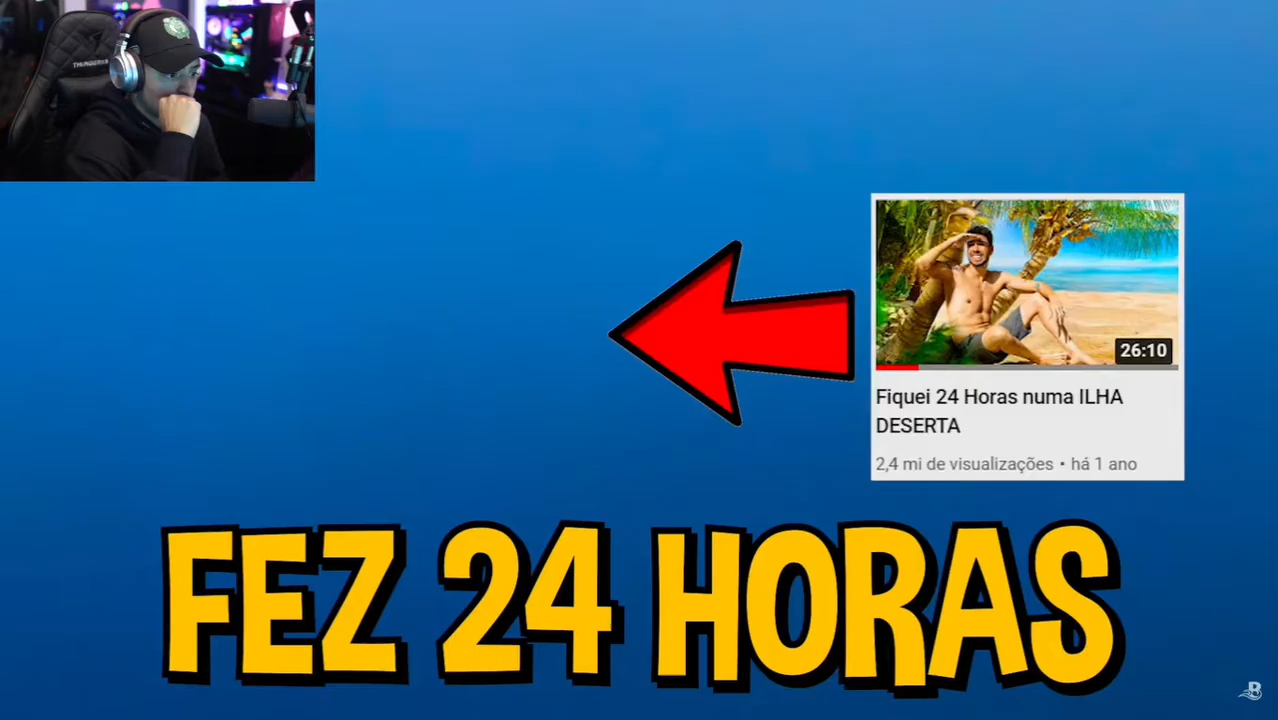 26:10
Fiquei 24 Horas numa ILHA
DESERTA
2,4 mi de visualizações • há 1 ano
FEZ 24 HORAS